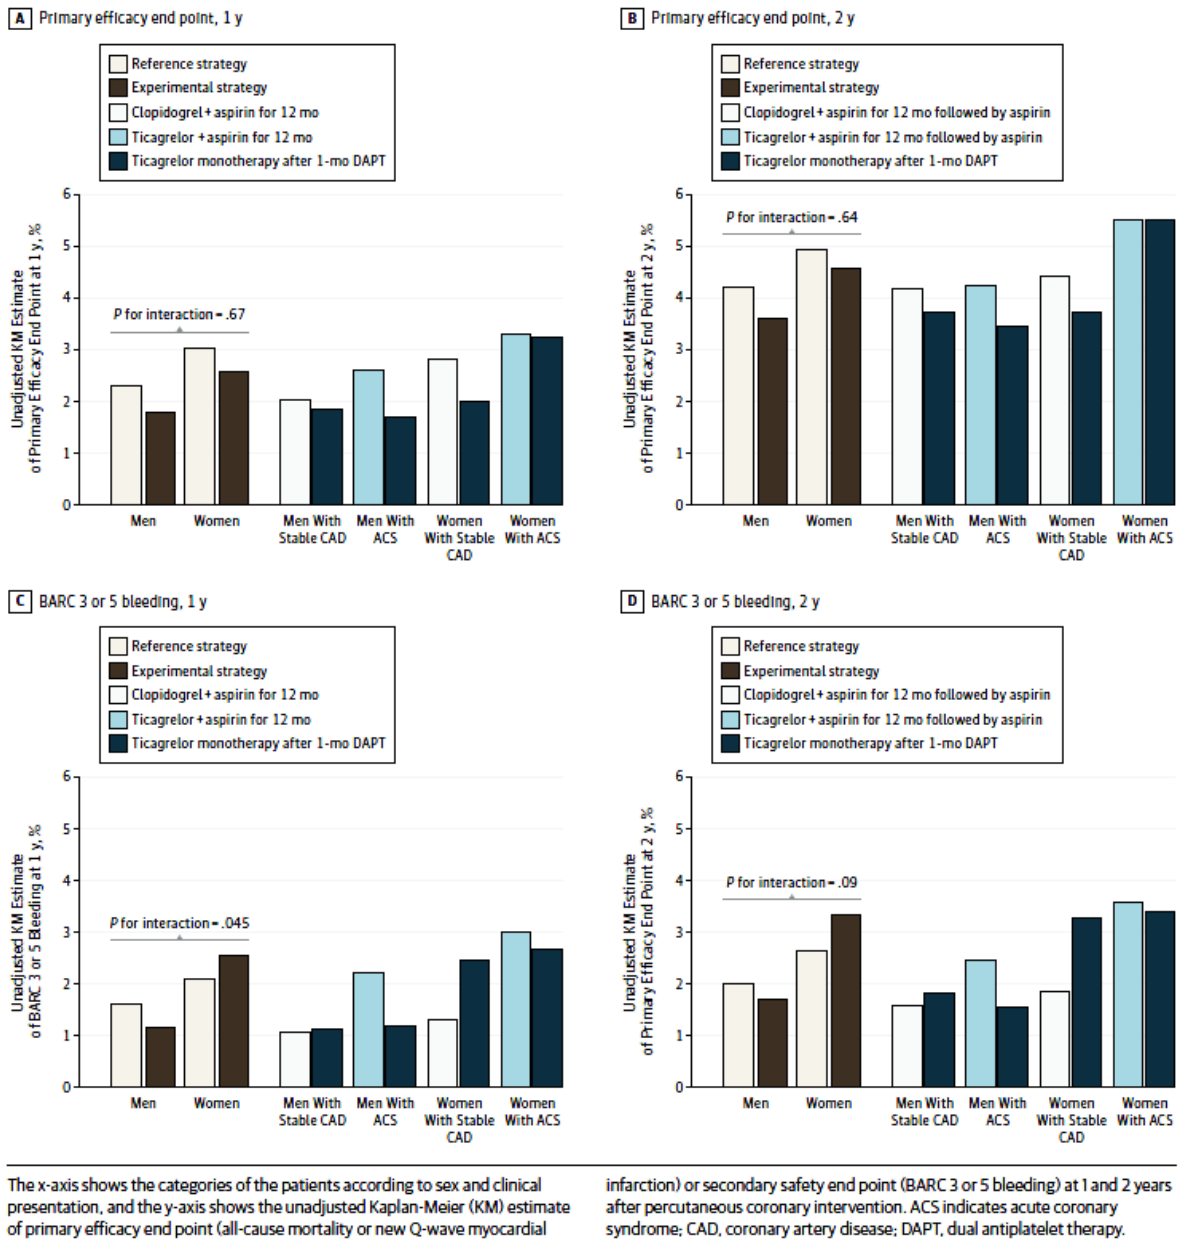 A Primary efficacy end point, 1 y
Reference strategy
Experimental strategy
Clopidogrel + aspirin for 12 mo
Ticagrelor + aspirin for 12 mo
Ticagrelor monotherapy after 1-mo DAPT
Unadjusted KM Estimate
of Primary Efficacy End Point at 1 y, %
6
5
4
3
2
1
0
P for interaction = .67
Men
Women
Men With
Stable CAD
Men With
ACS
Women
With Stable
CAD
Women
With ACS
B Primary efficacy end point, 2 y
Reference strategy
Experimental strategy
Clopidogrel + aspirin for 12 mo followed by aspirin
Ticagrelor + aspirin for 12 mo followed by aspirin
Ticagrelor monotherapy after 1-mo DAPT
Unadjusted KM Estimate
of Primary Efficacy End Point at 2 y, %
6
5
4
3
2
1
0
P for interaction = .64
Men
Women
Men With
Stable CAD
Men With
ACS
Women
With Stable
CAD
Women
With ACS
C BARC 3 or 5 bleeding, 1 y
Reference strategy
Experimental strategy
Clopidogrel + aspirin for 12 mo
Ticagrelor + aspirin for 12 mo
Ticagrelor monotherapy after 1-mo DAPT
Unadjusted KM Estimate
of BARC 3 or 5 Bleeding at 1 y, %
6
5
4
3
2
1
0
P for interaction = .045
Men
Women
Men With
Stable CAD
Men With
ACS
Women
With Stable
CAD
Women
With ACS
D BARC 3 or 5 bleeding, 2 y
Reference strategy
Experimental strategy
Clopidogrel + aspirin for 12 mo followed by aspirin
Ticagrelor + aspirin for 12 mo followed by aspirin
Ticagrelor monotherapy after 1-mo DAPT
Unadjusted KM Estimate
of Primary Efficacy End Point at 2 y, %
6
5
4
3
2
1
0
P for interaction = .09
Men
Women
Men With
Stable CAD
Men With
ACS
Women
With Stable
CAD
Women
With ACS
The x-axis shows the categories of the patients according to sex and clinical
presentation, and the y-axis shows the unadjusted Kaplan-Meier (KM) estimate
of primary efficacy end point (all-cause mortality or new Q-wave myocardial
infarction) or secondary safety end point (BARC 3 or 5 bleeding) at 1 and 2 years
after percutaneous coronary intervention. ACS indicates acute coronary
syndrome; CAD, coronary artery disease; DAPT, dual antiplatelet therapy.